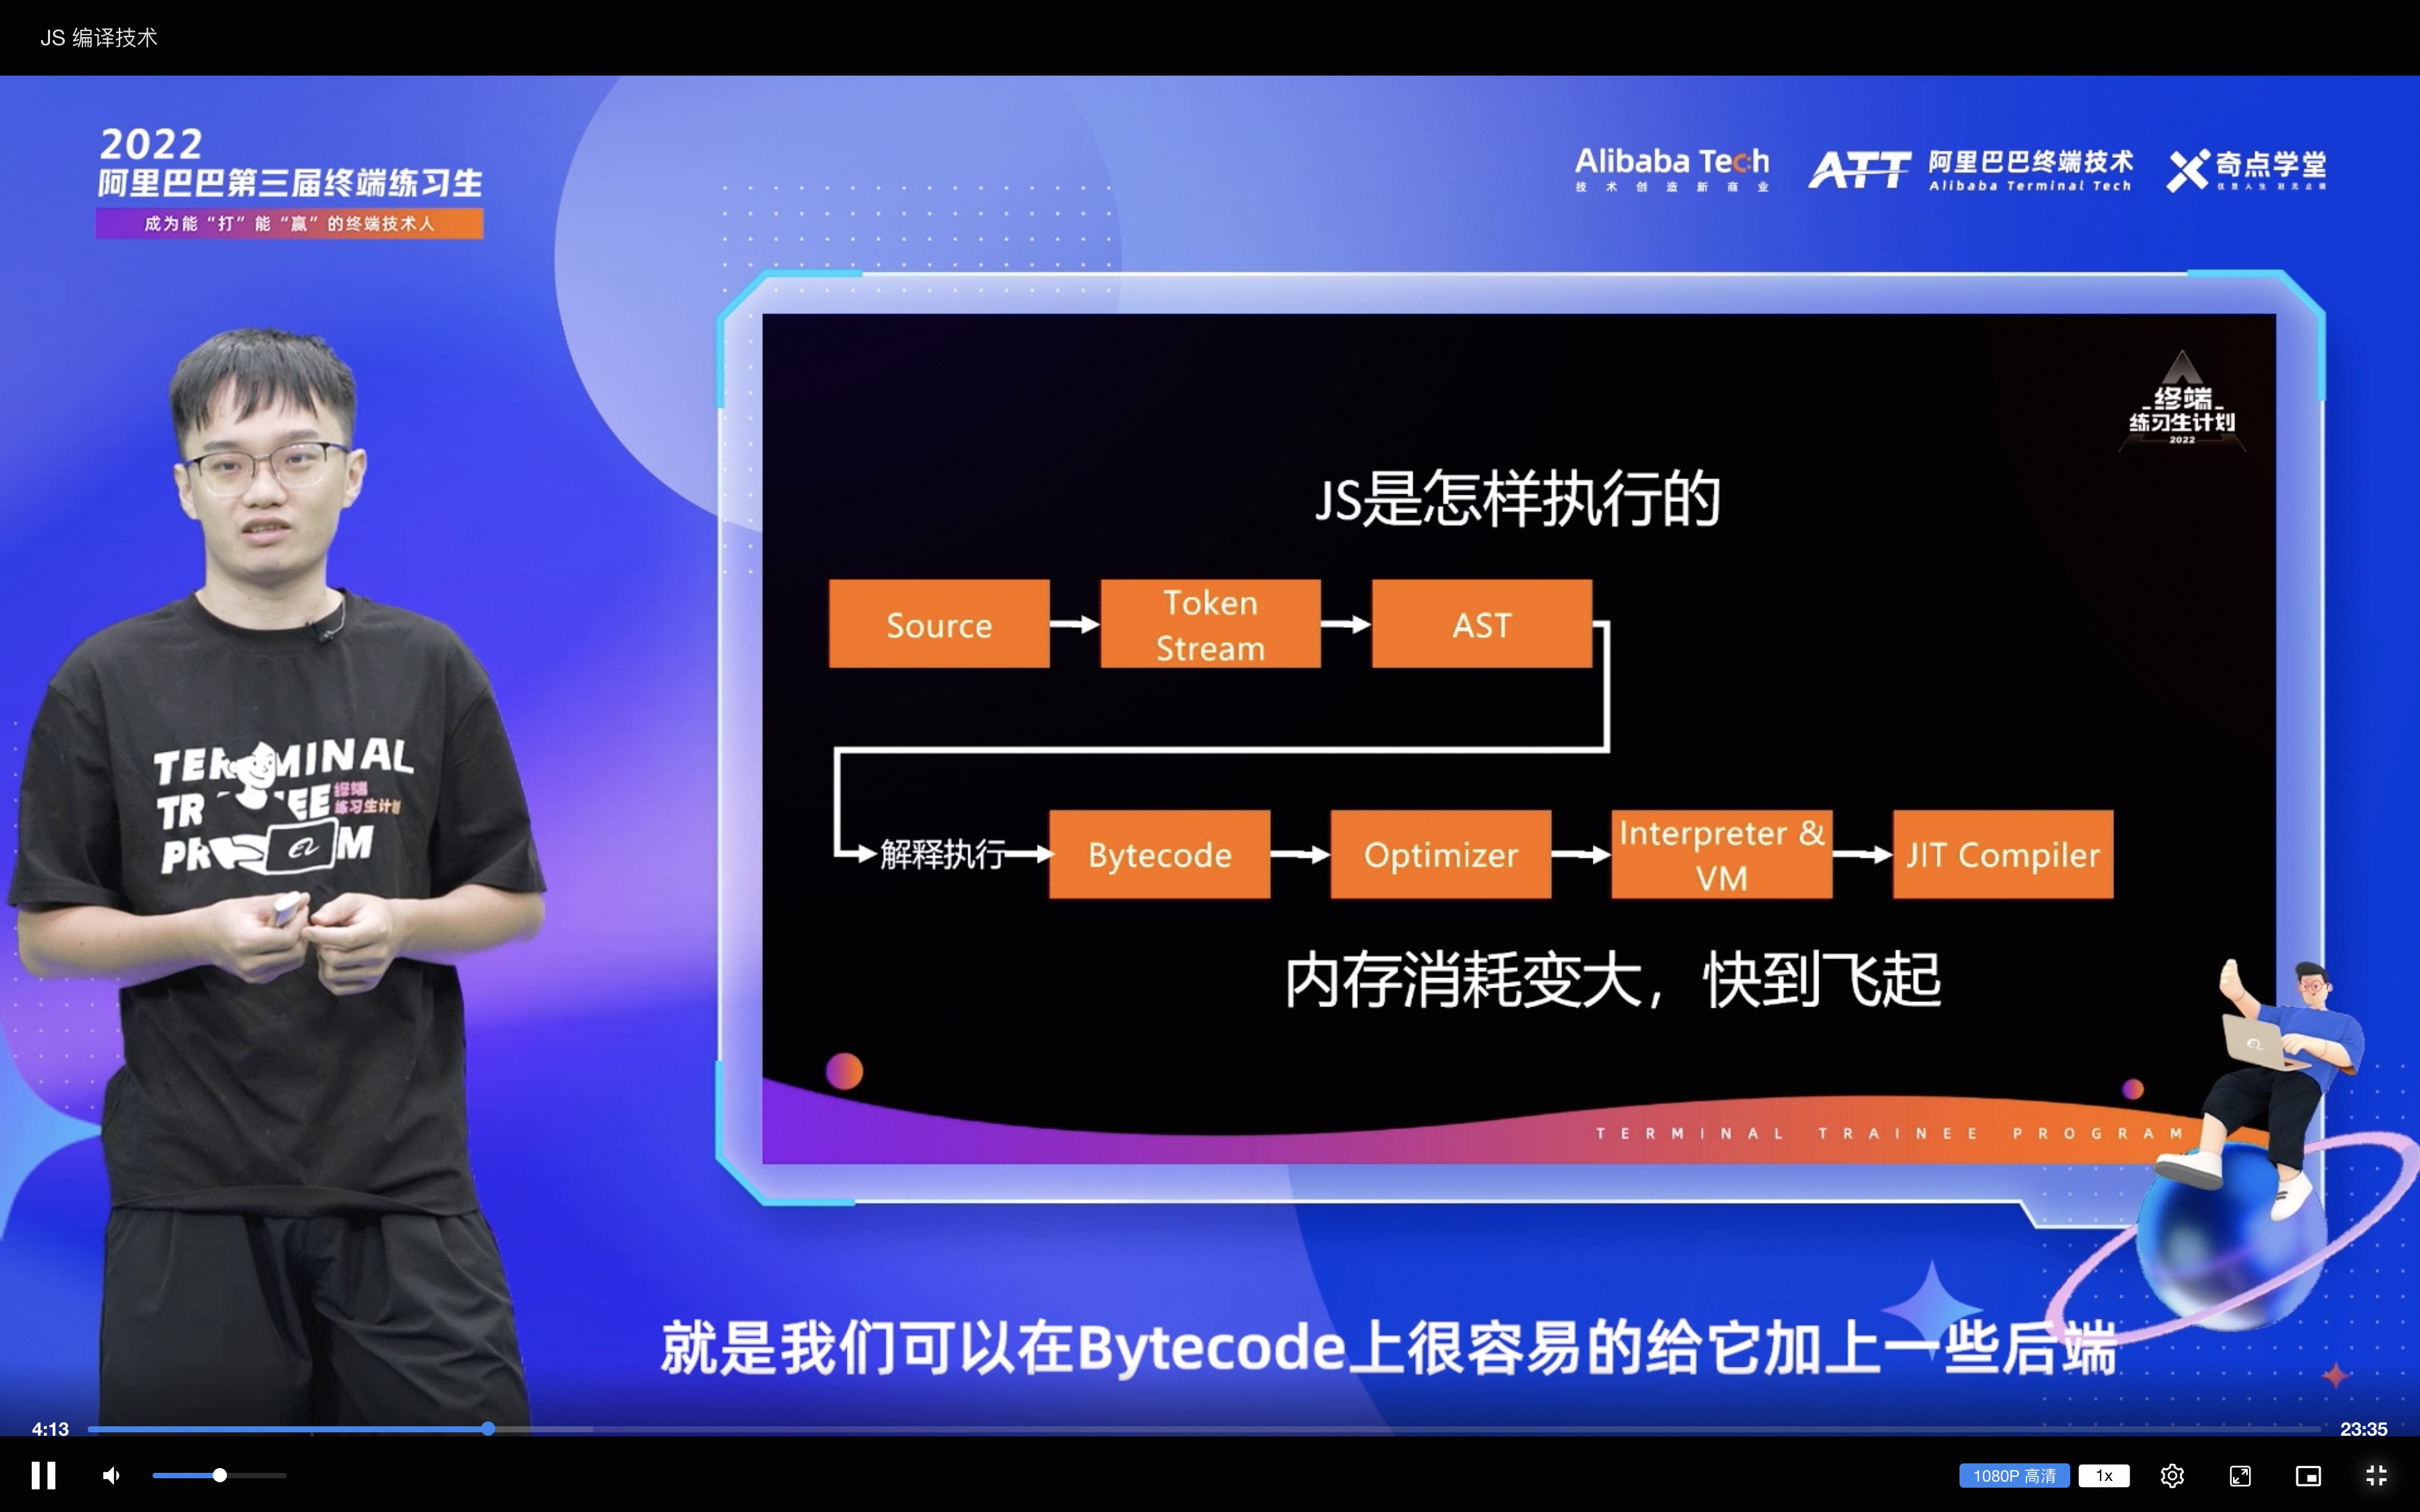 JS 编译技术
2022
阿里巴巴第三届终端练习生
成为能“打”能“赢”的终端技术人
Alibaba Tech
技术创造新商业
ATT
阿里巴巴终端技术
Alibaba Terminal Tech
奇点学堂
终端
练习生计划
2022
JS是怎样执行的
Source
Token
Stream
AST
解释执行
Bytecode
Optimizer
Interpreter &
VM
JIT Compiler
内存消耗变大，快到飞起
TERMINAL TRAINEE PROGRAM
TERMINAL
终端
练习生计划
就是我们可以在Bytecode上很容易的给它加上一些后端
4:13
23:35
1080P 高清
1x